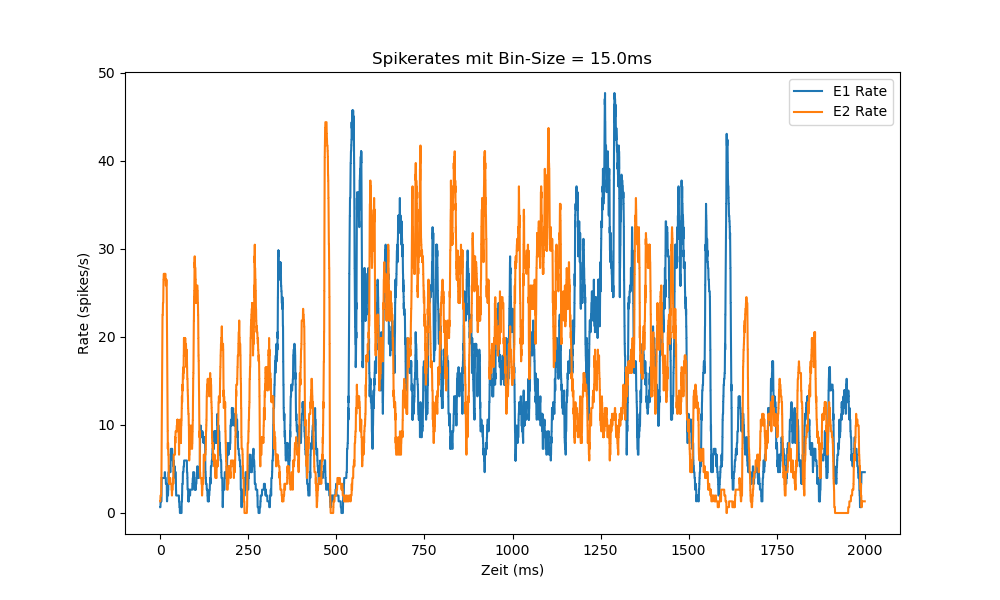 Spikerates mit Bin-Size = 15.0ms
E1 Rate
E2 Rate
Rate (spikes/s)
50
40
30
20
10
0
0 250 500 750 1000 1250 1500 1750 2000
Zeit (ms)